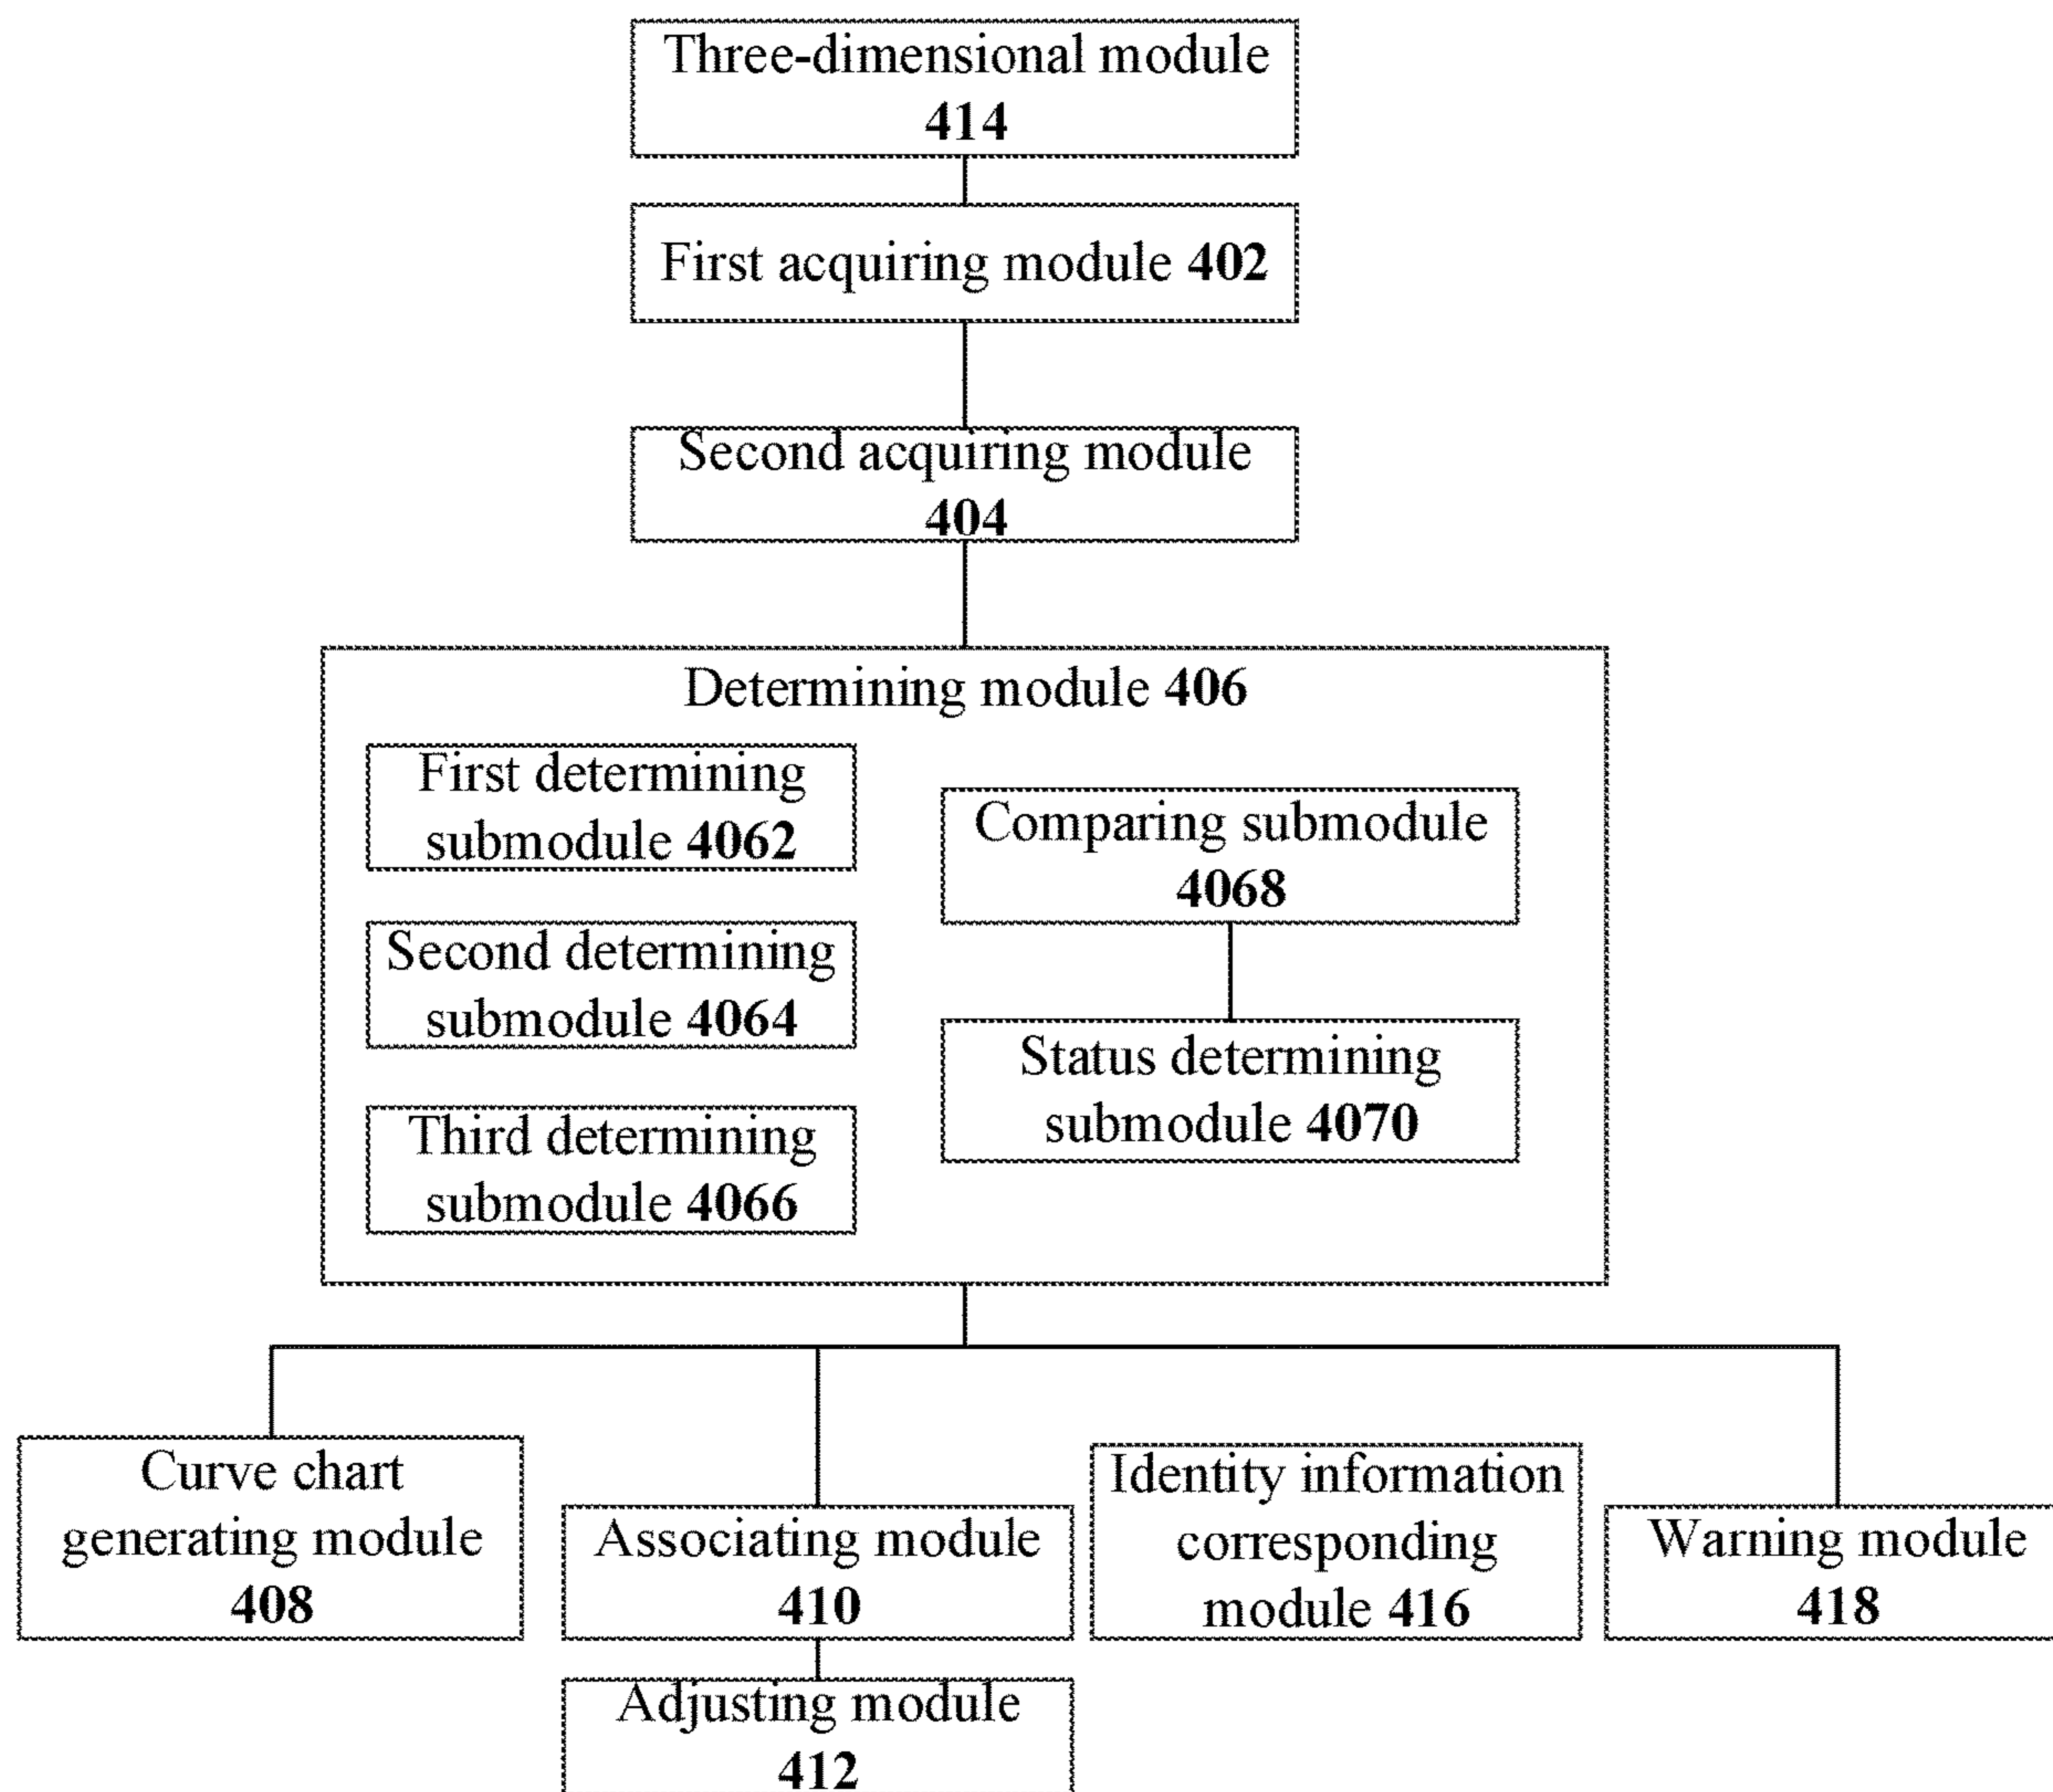 Three-dimensional module
414
First acquiring module 402
Second acquiring module
404
Determining module 406
First determining
submodule 4062
Second determining
submodule 4064
Third determining
submodule 4066
Comparing submodule
4068
Status determining
submodule 4070
Curve chart
generating module
408
Associating module
410
Adjusting module
412
Identity information
corresponding
module 416
Warning module
418